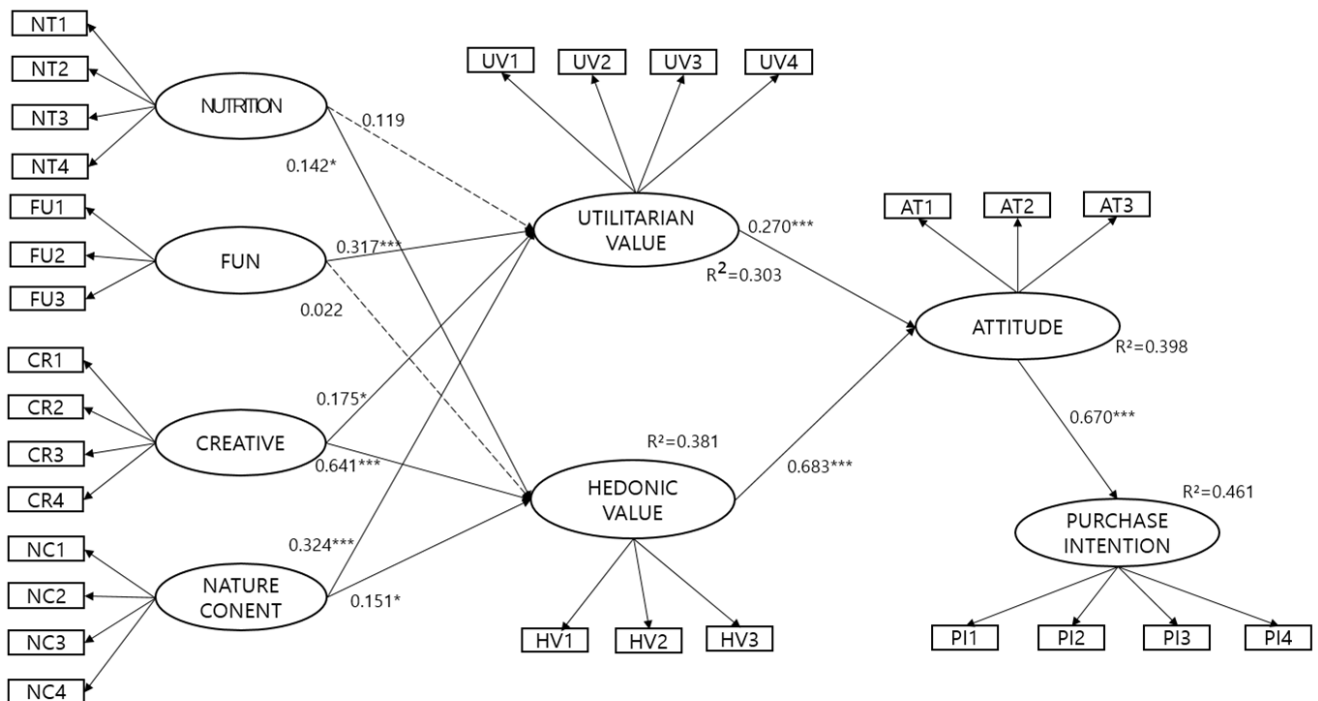 NT1
NT2
NT3
NT4
NUTRITION
FU1
FU2
FU3
FUN
CR1
CR2
CR3
CR4
CREATIVE
NC1
NC2
NC3
NC4
NATURE
CONENT
0.119
0.142*
0.317***
0.022
0.175*
0.641***
0.324***
0.151*
UV1
UV2
UV3
UV4
UTILITARIAN
VALUE
R²=0.303
R²=0.381
HEDONIC
VALUE
HV1
HV2
HV3
0.270***
0.683***
AT1
AT2
AT3
ATTITUDE
R²=0.398
0.670***
R²=0.461
PURCHASE
INTENTION
PI1
PI2
PI3
PI4